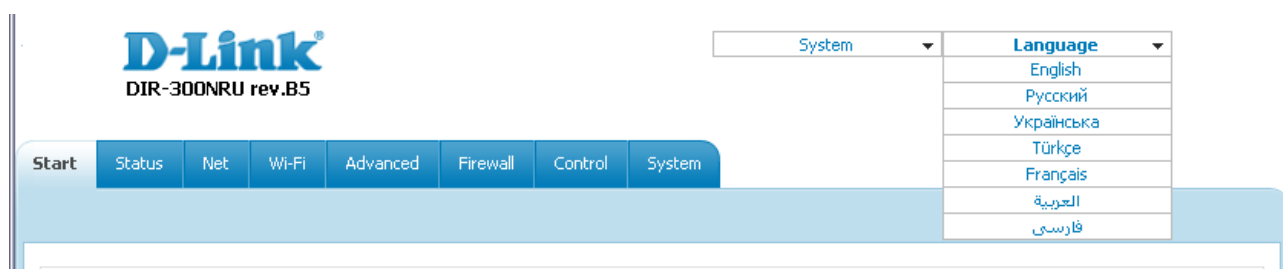 D-Link®
DIR-300NRU rev.B5
System
Language
English
Русский
Українська
Türkçe
Français
العربية
فارسی
Start Status Net Wi-Fi Advanced Firewall Control System